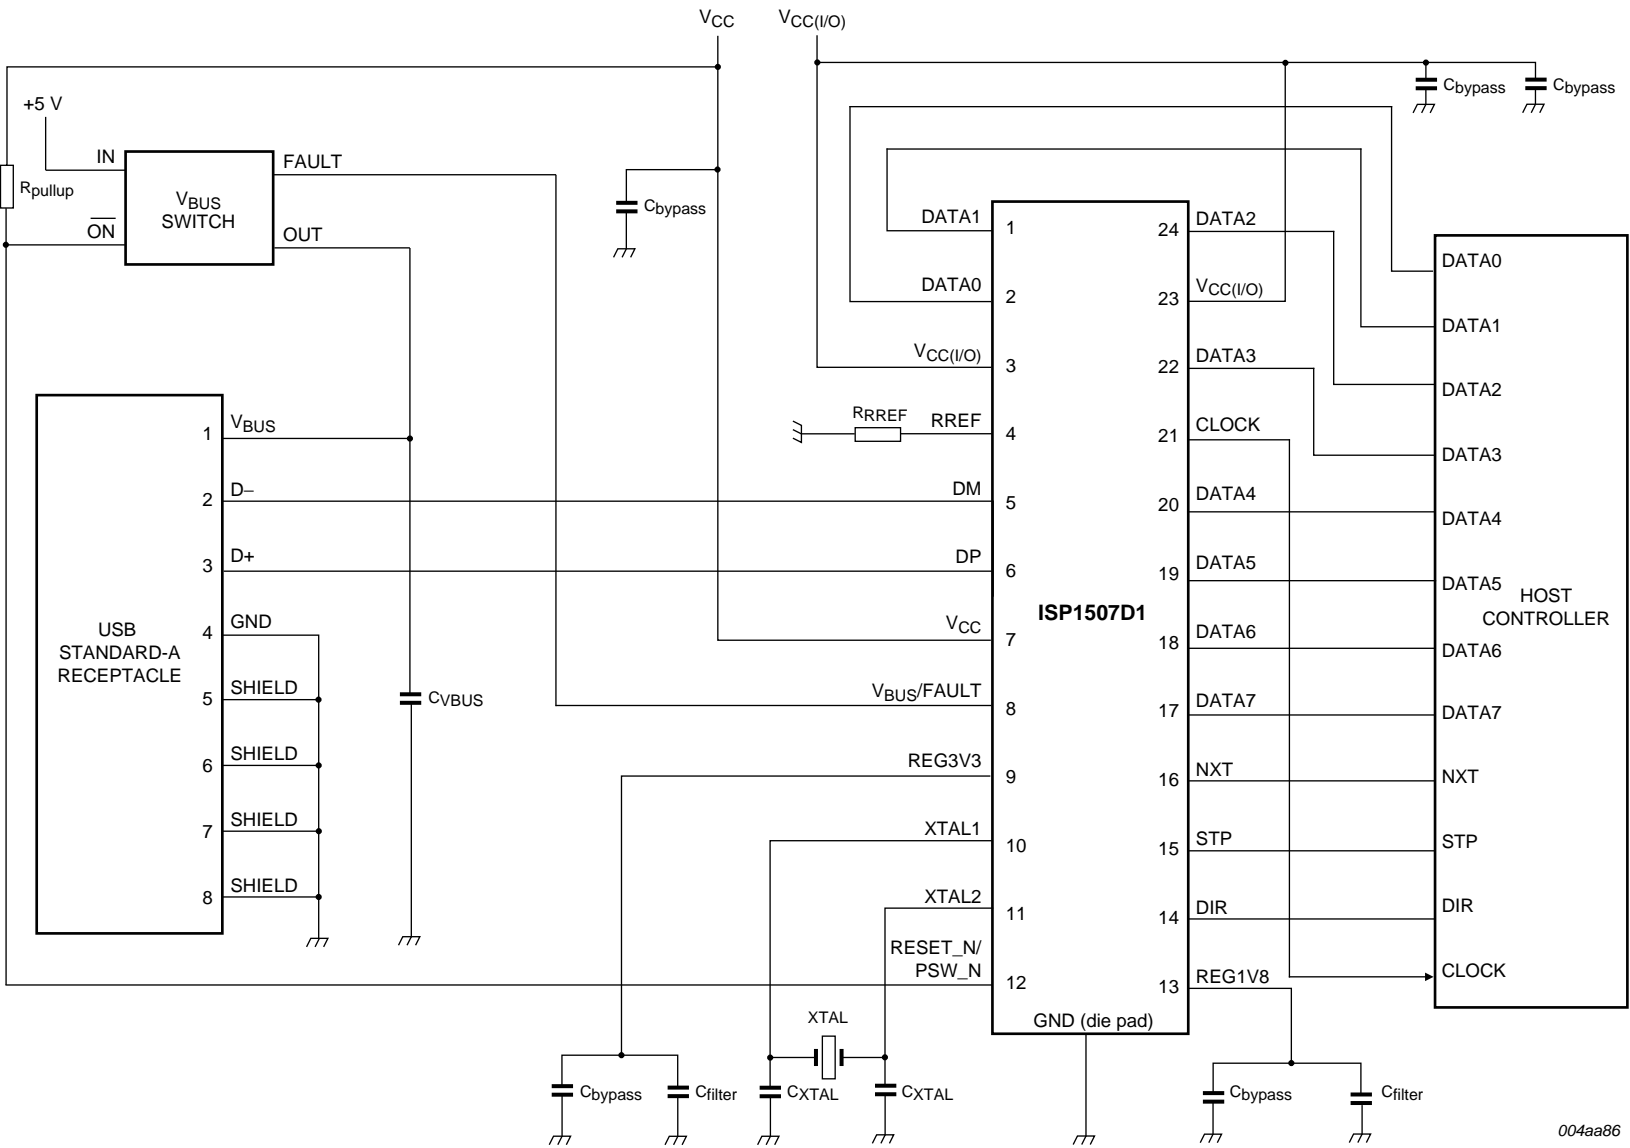 VCC
VCC(I/O)
Cbypass
Cbypass
+5 V
IN
FAULT
Rpullup
VBUS
SWITCH
ON
OUT
Cbypass
DATA1
1
DATA0
2
VCC(I/O)
3
RRREF
RREF
4
DM
5
DP
6
VCC
7
VBUS/FAULT
8
REG3V3
9
XTAL1
10
XTAL2
11
RESET_N/
PSW_N
12
ISP1507D1
GND (die pad)
24
DATA2
23
VCC(I/O)
22
DATA3
21
CLOCK
20
DATA4
19
DATA5
18
DATA6
17
DATA7
16
NXT
15
STP
14
DIR
13
REG1V8
DATA0
DATA1
DATA2
DATA3
DATA4
DATA5
HOST
CONTROLLER
DATA6
DATA7
NXT
STP
DIR
CLOCK
1
VBUS
2
D–
3
D+
4
GND
USB
STANDARD-A
RECEPTACLE
5
SHIELD
6
SHIELD
7
SHIELD
8
SHIELD
CVBUS
XTAL
Cbypass
Cfilter
CXTAL
CXTAL
Cbypass
Cfilter
004aa86